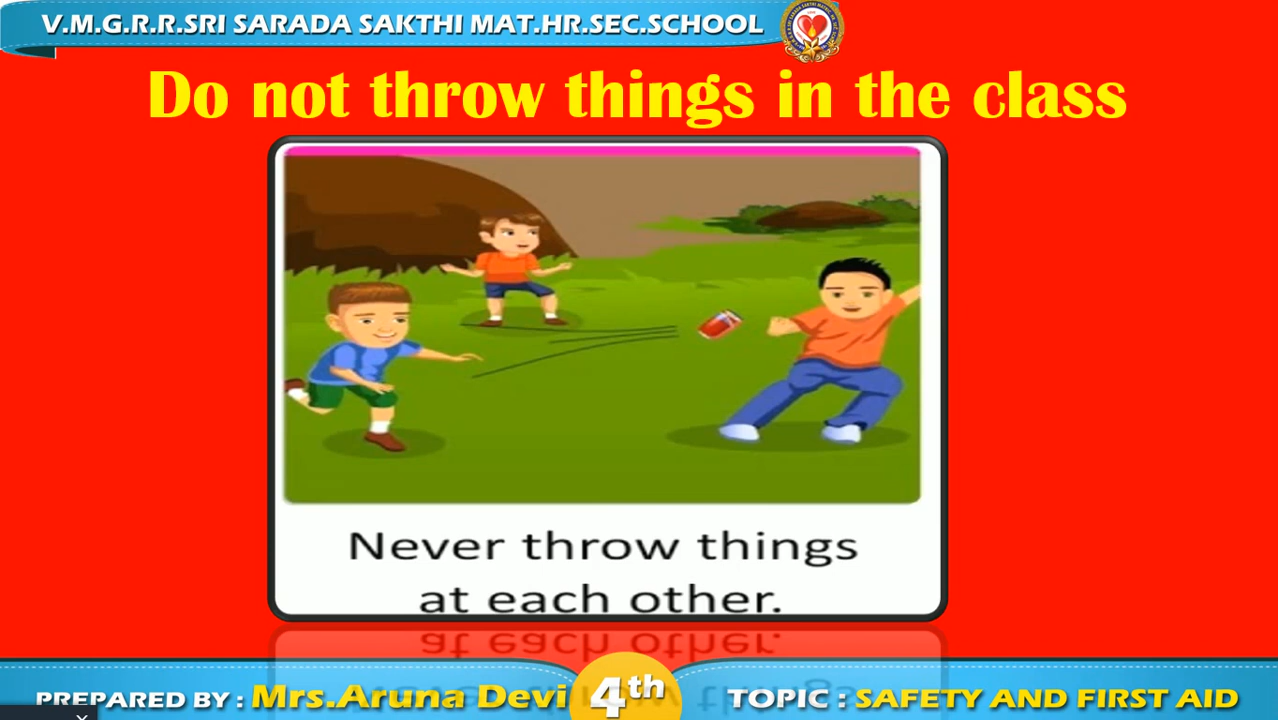 V.M.G.R.R.SRI SARADA SAKTHI MAT.HR.SEC.SCHOOL
Do not throw things in the class
Never throw things
at each other.
PREPARED BY : Mrs.Aruna Devi
4th
TOPIC : SAFETY AND FIRST AID